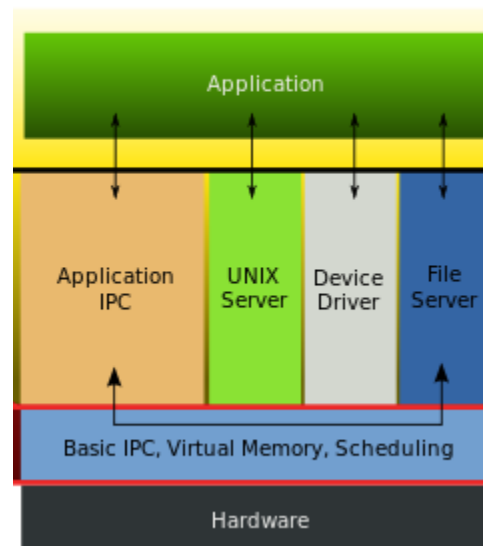 Application
Application
IPC
UNIX
Server
Device
Driver
File
Server
Basic IPC, Virtual Memory, Scheduling
Hardware